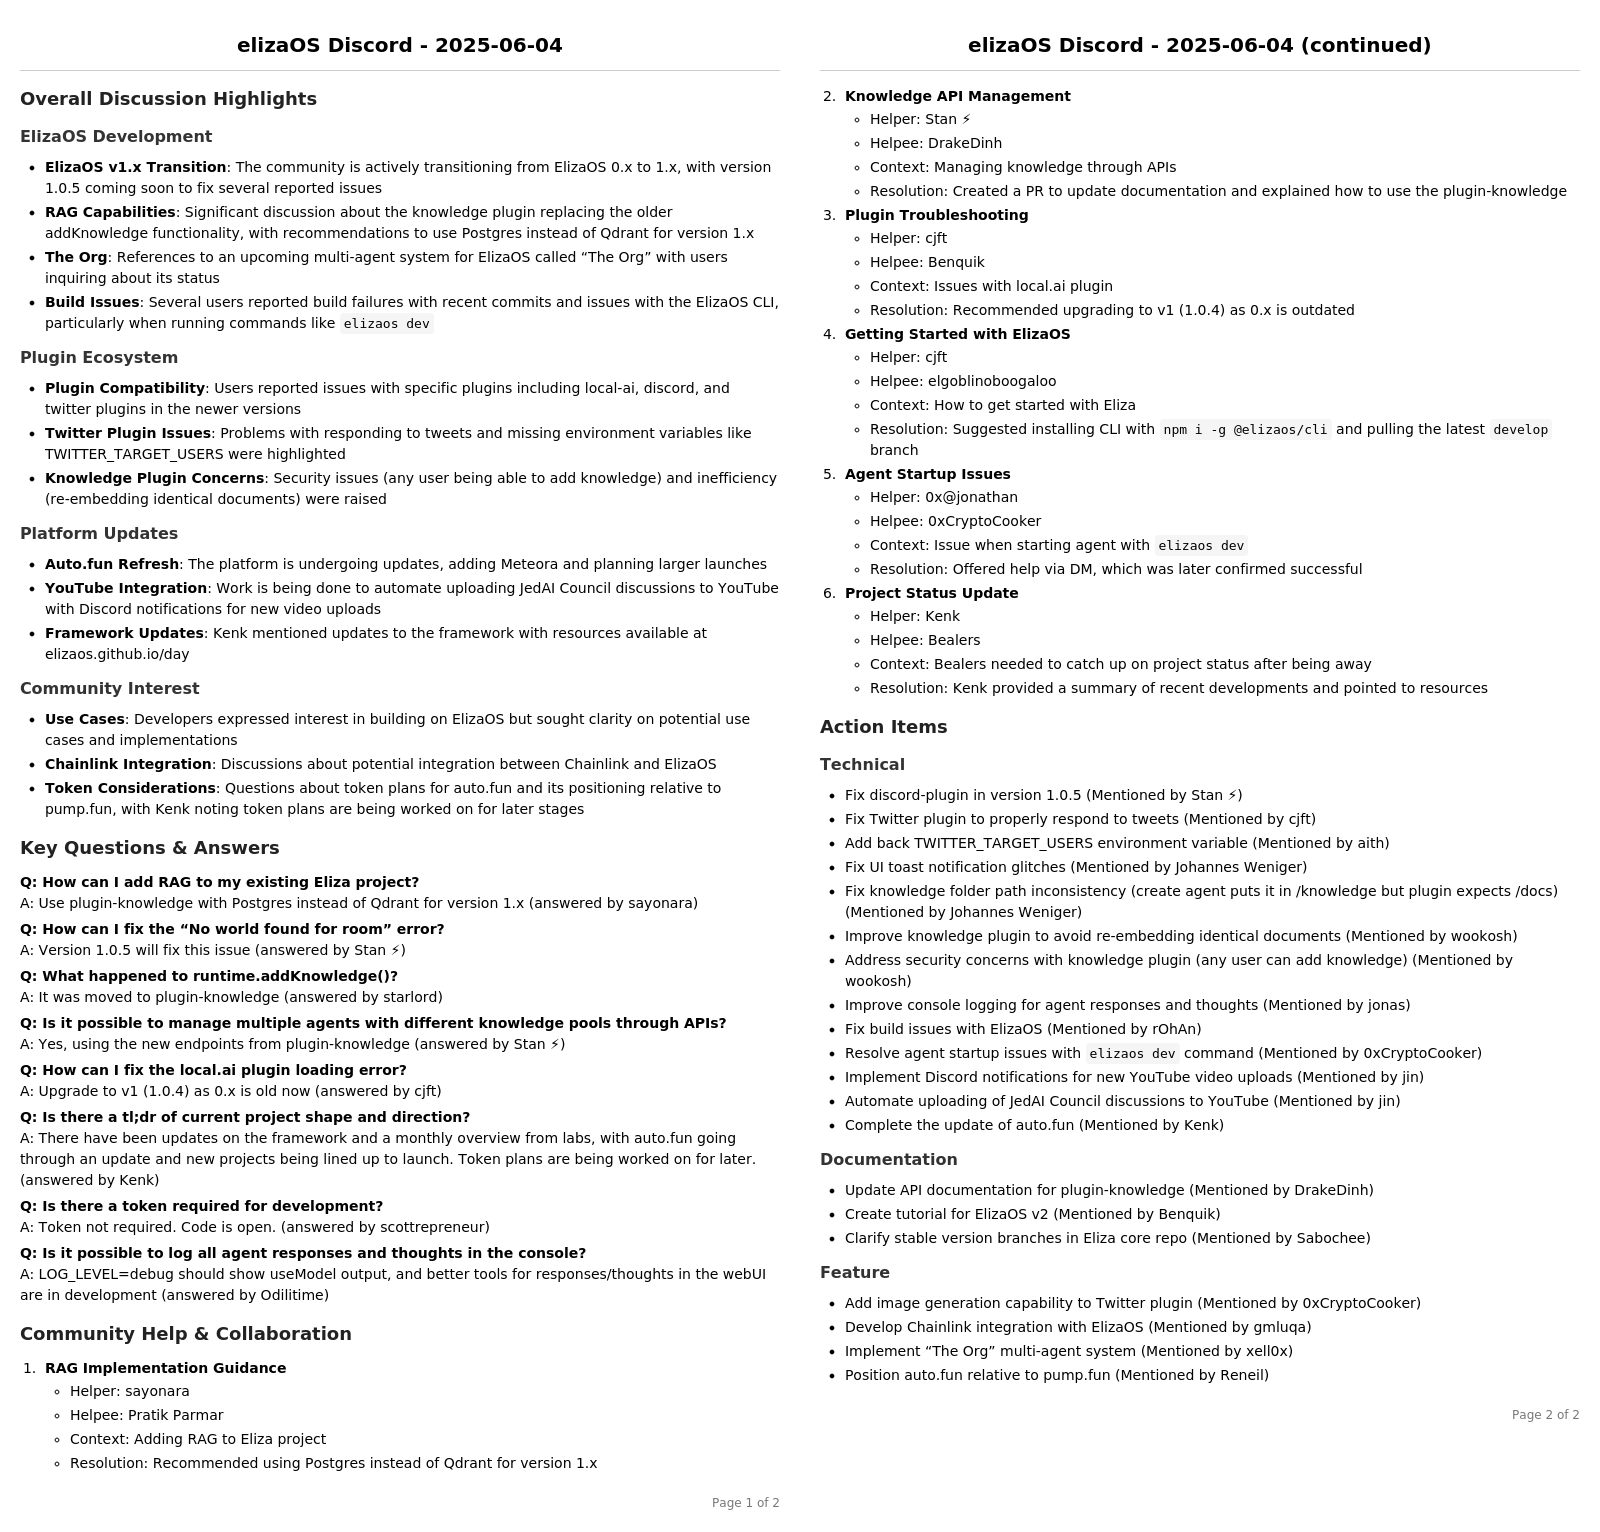 elizaOS Discord - 2025-06-04
Overall Discussion Highlights
ElizaOS Development
• ElizaOS v1.x Transition: The community is actively transitioning from ElizaOS 0.x to 1.x, with version
1.0.5 coming soon to fix several reported issues
• RAG Capabilities: Significant discussion about the knowledge plugin replacing the older
addKnowledge functionality, with recommendations to use Postgres instead of Qdrant for version 1.x
• The Org: References to an upcoming multi-agent system for ElizaOS called “The Org” with users
inquiring about its status
• Build Issues: Several users reported build failures with recent commits and issues with the ElizaOS CLI,
particularly when running commands like elizaos dev
Plugin Ecosystem
• Plugin Compatibility: Users reported issues with specific plugins including local-ai, discord, and
twitter plugins in the newer versions
• Twitter Plugin Issues: Problems with responding to tweets and missing environment variables like
TWITTER_TARGET_USERS were highlighted
• Knowledge Plugin Concerns: Security issues (any user being able to add knowledge) and inefficiency
(re-embedding identical documents) were raised
Platform Updates
• Auto.fun Refresh: The platform is undergoing updates, adding Meteora and planning larger launches
• YouTube Integration: Work is being done to automate uploading JedAI Council discussions to YouTube
with Discord notifications for new video uploads
• Framework Updates: Kenk mentioned updates to the framework with resources available at
elizaos.github.io/day
Community Interest
• Use Cases: Developers expressed interest in building on ElizaOS but sought clarity on potential use
cases and implementations
• Chainlink Integration: Discussions about potential integration between Chainlink and ElizaOS
• Token Considerations: Questions about token plans for auto.fun and its positioning relative to
pump.fun, with Kenk noting token plans are being worked on for later stages
Key Questions & Answers
Q: How can I add RAG to my existing Eliza project?
A: Use plugin-knowledge with Postgres instead of Qdrant for version 1.x (answered by sayonara)
Q: How can I fix the “No world found for room” error?
A: Version 1.0.5 will fix this issue (answered by Stan ⚡)
Q: What happened to runtime.addKnowledge()?
A: It was moved to plugin-knowledge (answered by starlord)
Q: Is it possible to manage multiple agents with different knowledge pools through APIs?
A: Yes, using the new endpoints from plugin-knowledge (answered by Stan ⚡)
Q: How can I fix the local.ai plugin loading error?
A: Upgrade to v1 (1.0.4) as 0.x is old now (answered by cjft)
Q: Is there a tl;dr of current project shape and direction?
A: There have been updates on the framework and a monthly overview from labs, with auto.fun going
through an update and new projects being lined up to launch. Token plans are being worked on for later.
(answered by Kenk)
Q: Is there a token required for development?
A: Token not required. Code is open. (answered by scottrepreneur)
Q: Is it possible to log all agent responses and thoughts in the console?
A: LOG_LEVEL=debug should show useModel output, and better tools for responses/thoughts in the webUI
are in development (answered by Odilitime)
Community Help & Collaboration
1. RAG Implementation Guidance
◦ Helper: sayonara
◦ Helpee: Pratik Parmar
◦ Context: Adding RAG to Eliza project
◦ Resolution: Recommended using Postgres instead of Qdrant for version 1.x
Page 1 of 2
elizaOS Discord - 2025-06-04 (continued)
2. Knowledge API Management
◦ Helper: Stan ⚡
◦ Helpee: DrakeDinh
◦ Context: Managing knowledge through APIs
◦ Resolution: Created a PR to update documentation and explained how to use the plugin-knowledge
3. Plugin Troubleshooting
◦ Helper: cjft
◦ Helpee: Benquik
◦ Context: Issues with local.ai plugin
◦ Resolution: Recommended upgrading to v1 (1.0.4) as 0.x is outdated
4. Getting Started with ElizaOS
◦ Helper: cjft
◦ Helpee: elgoblinoboogaloo
◦ Context: How to get started with Eliza
◦ Resolution: Suggested installing CLI with npm i -g @elizaos/cli and pulling the latest develop
branch
5. Agent Startup Issues
◦ Helper: 0x@jonathan
◦ Helpee: 0xCryptoCooker
◦ Context: Issue when starting agent with elizaos dev
◦ Resolution: Offered help via DM, which was later confirmed successful
6. Project Status Update
◦ Helper: Kenk
◦ Helpee: Bealers
◦ Context: Bealers needed to catch up on project status after being away
◦ Resolution: Kenk provided a summary of recent developments and pointed to resources
Action Items
Technical
• Fix discord-plugin in version 1.0.5 (Mentioned by Stan ⚡)
• Fix Twitter plugin to properly respond to tweets (Mentioned by cjft)
• Add back TWITTER_TARGET_USERS environment variable (Mentioned by aith)
• Fix UI toast notification glitches (Mentioned by Johannes Weniger)
• Fix knowledge folder path inconsistency (create agent puts it in /knowledge but plugin expects /docs)
(Mentioned by Johannes Weniger)
• Improve knowledge plugin to avoid re-embedding identical documents (Mentioned by wookosh)
• Address security concerns with knowledge plugin (any user can add knowledge) (Mentioned by
wookosh)
• Improve console logging for agent responses and thoughts (Mentioned by jonas)
• Fix build issues with ElizaOS (Mentioned by rOhAn)
• Resolve agent startup issues with elizaos dev command (Mentioned by 0xCryptoCooker)
• Implement Discord notifications for new YouTube video uploads (Mentioned by jin)
• Automate uploading of JedAI Council discussions to YouTube (Mentioned by jin)
• Complete the update of auto.fun (Mentioned by Kenk)
Documentation
• Update API documentation for plugin-knowledge (Mentioned by DrakeDinh)
• Create tutorial for ElizaOS v2 (Mentioned by Benquik)
• Clarify stable version branches in Eliza core repo (Mentioned by Sabochee)
Feature
• Add image generation capability to Twitter plugin (Mentioned by 0xCryptoCooker)
• Develop Chainlink integration with ElizaOS (Mentioned by gmluqa)
• Implement “The Org” multi-agent system (Mentioned by xell0x)
• Position auto.fun relative to pump.fun (Mentioned by Reneil)
Page 2 of 2